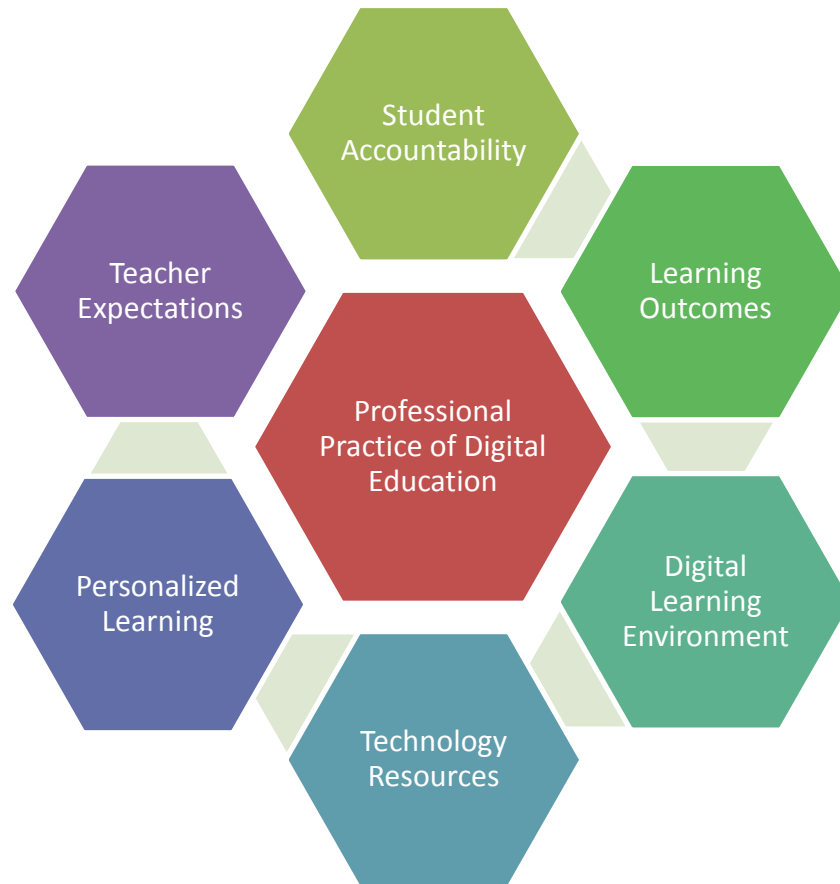 Student
Accountability
Learning
Outcomes
Digital
Learning
Environment
Technology
Resources
Personalized
Learning
Teacher
Expectations
Professional
Practice of Digital
Education